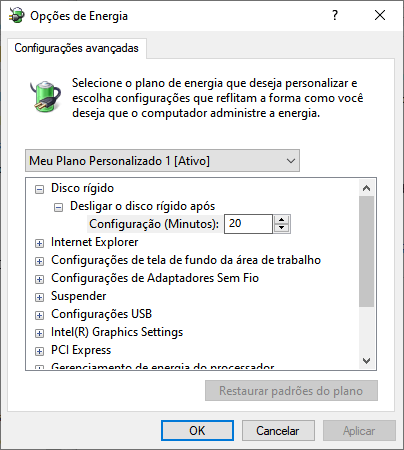 Opções de Energia
Configurações avançadas
Selecione o plano de energia que deseja personalizar e
escolha configurações que reflitam a forma como você
deseja que o computador administre a energia.
Meu Plano Personalizado 1 [Ativo]
Disco rígido
Desligar o disco rígido após
Configuração (Minutos): 20
Internet Explorer
Configurações de tela de fundo da área de trabalho
Configurações de Adaptadores Sem Fio
Suspender
Configurações USB
Intel(R) Graphics Settings
PCI Express
Gerenciamento de energia do processador
Restaurar padrões do plano
OK
Cancelar
Aplicar